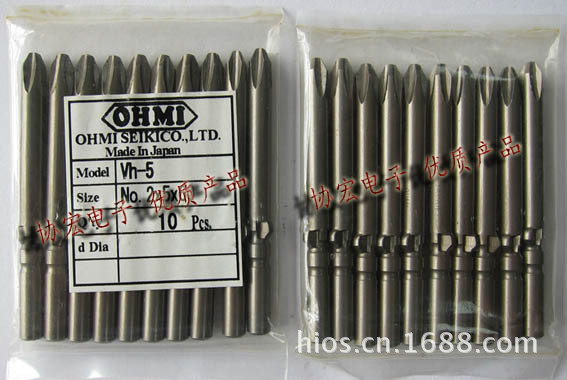 OHMI
OHMI SEIKICO.,LTD.
Made In Japan
Model Vh-5
Size
10 Pcs.
d Dia
协宏电子 优质产品
协宏电子 优质产品
hios.cn.1688.com